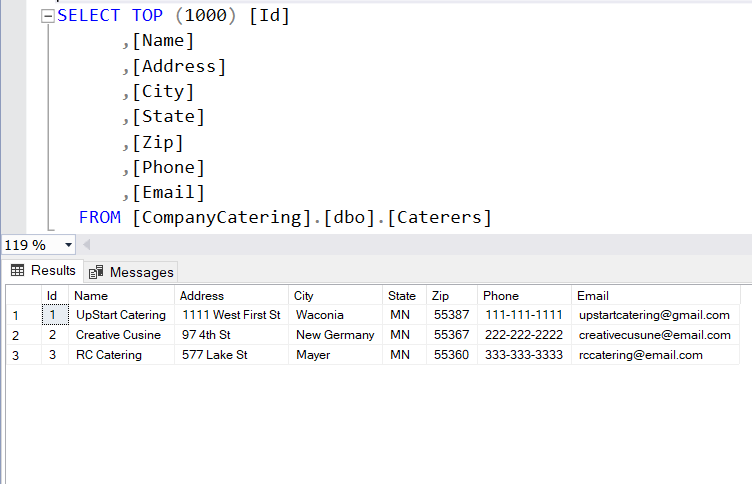 SELECT TOP (1000) [Id]
,[Name]
,[Address]
,[City]
,[State]
,[Zip]
,[Phone]
,[Email]
FROM [CompanyCatering].[dbo].[Caterers]
119 %
Results Messages
Id Name Address City State Zip Phone Email
1 1 UpStart Catering 1111 West First St Waconia MN 55387 111-111-1111 upstartcatering@gmail.com
2 2 Creative Cusine 97 4th St New Germany MN 55367 222-222-2222 creativecusune@email.com
3 3 RC Catering 577 Lake St Mayer MN 55360 333-333-3333 rccatering@email.com